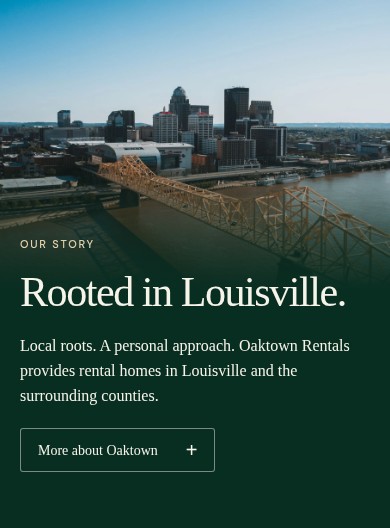 OUR STORY
Rooted in Louisville.
Local roots. A personal approach. Oaktown Rentals
provides rental homes in Louisville and the
surrounding counties.
More about Oaktown +